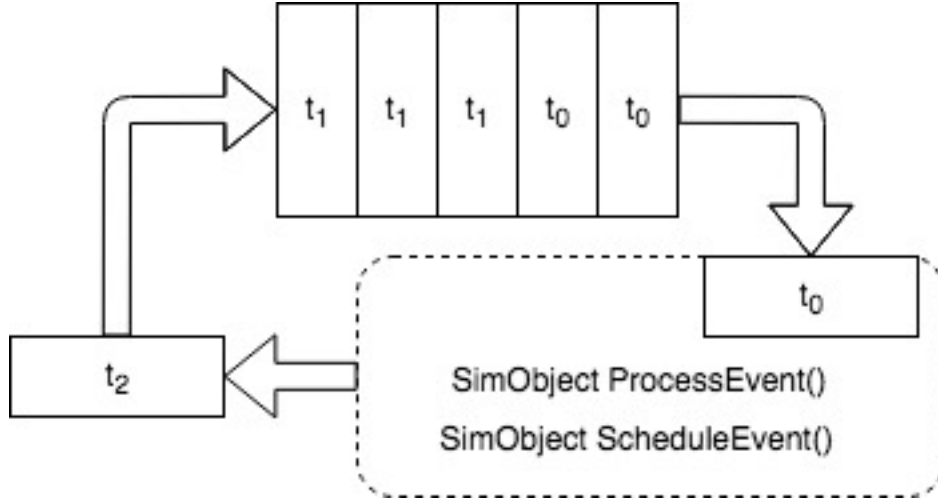 t₁ t₁ t₁ t₀ t₀
t₀
t₂
SimObject ProcessEvent()
SimObject ScheduleEvent()